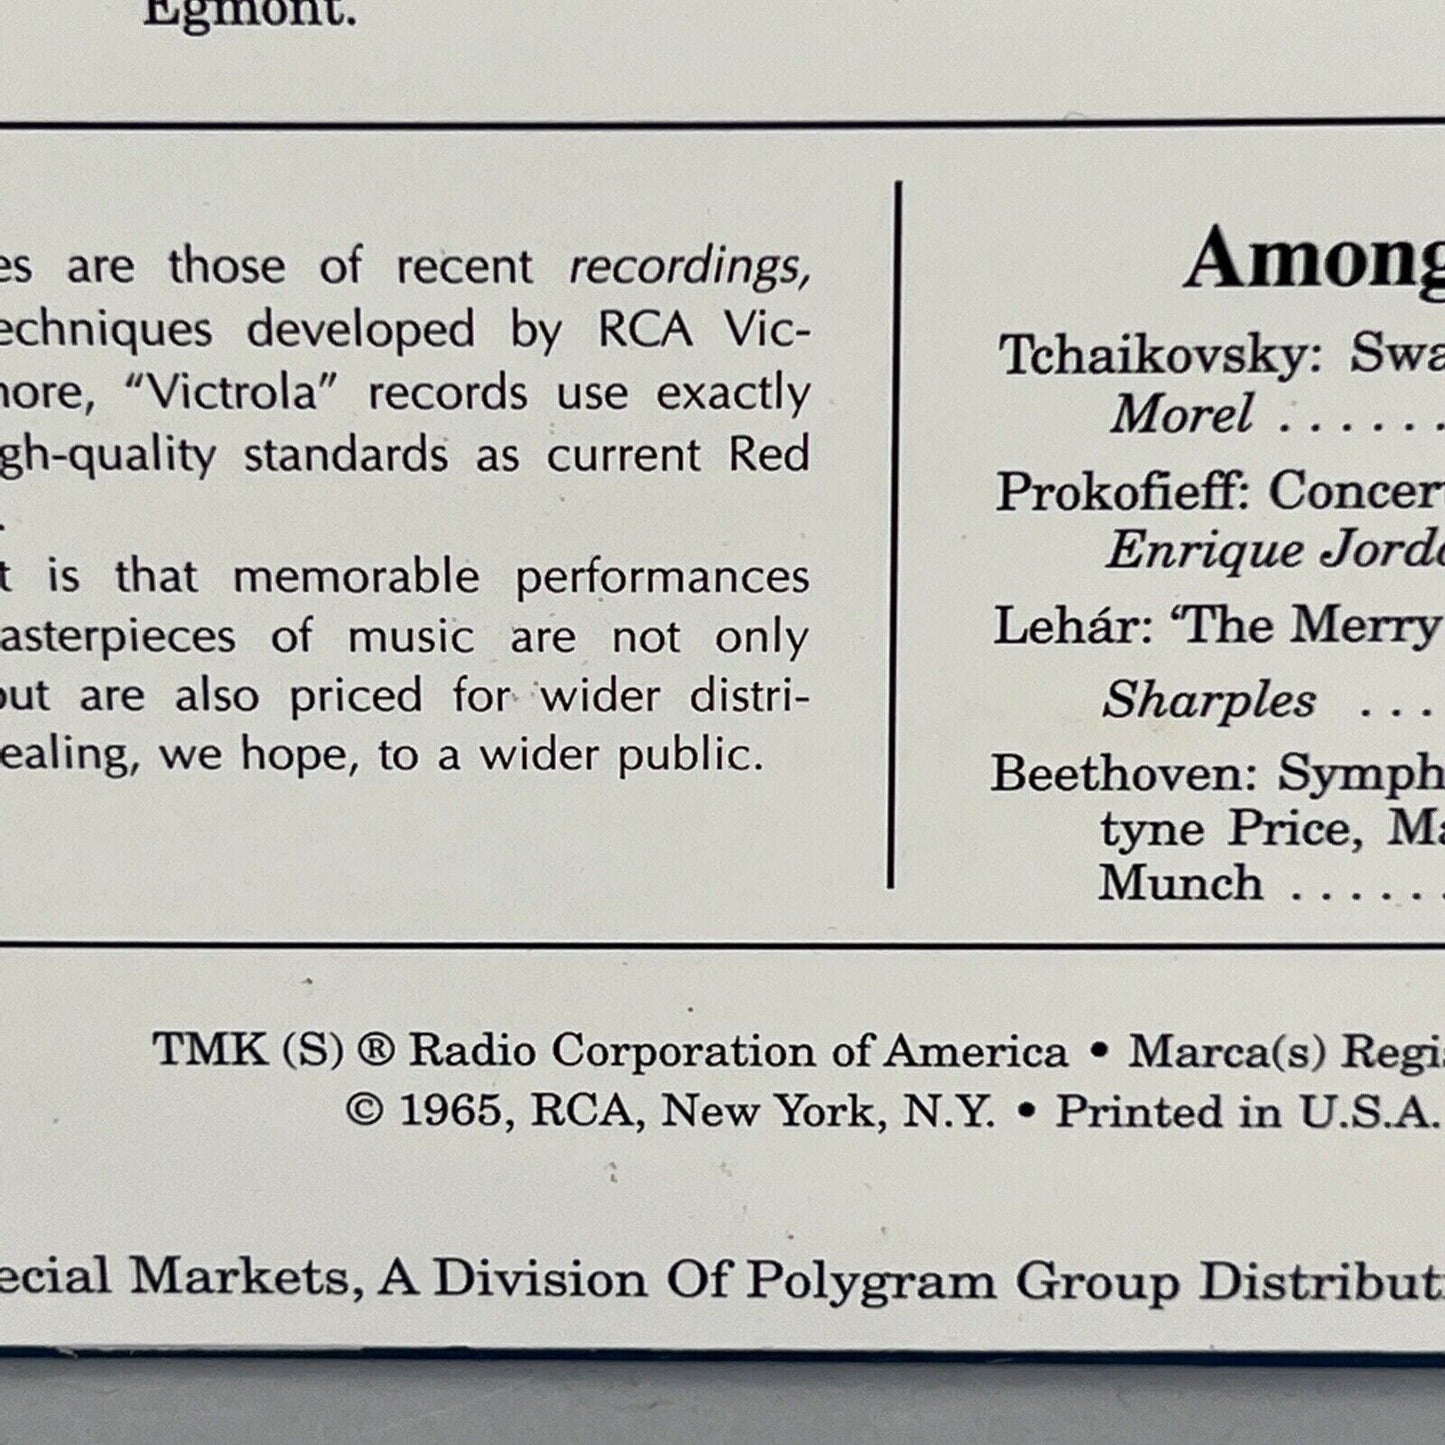 Egmont.
es are those of recent recordings,
echniques developed by RCA Vic-
nore, “Victrola” records use exactly
gh-quality standards as current Red
.
t is that memorable performances
asterpieces of music are not only
out are also priced for wider distri-
ealing, we hope, to a wider public.
Among
Tchaikovsky: Swa
Morel ......
Prokofieff: Concer
Enrique Jorda
Lehár: ‘The Merry
Sharples ...
Beethoven: Symph
tyne Price, Ma
Munch ......
TMK (S) ® Radio Corporation of America • Marca(s) Regis
© 1965, RCA, New York, N.Y. • Printed in U.S.A.
ecial Markets, A Division Of Polygram Group Distributi